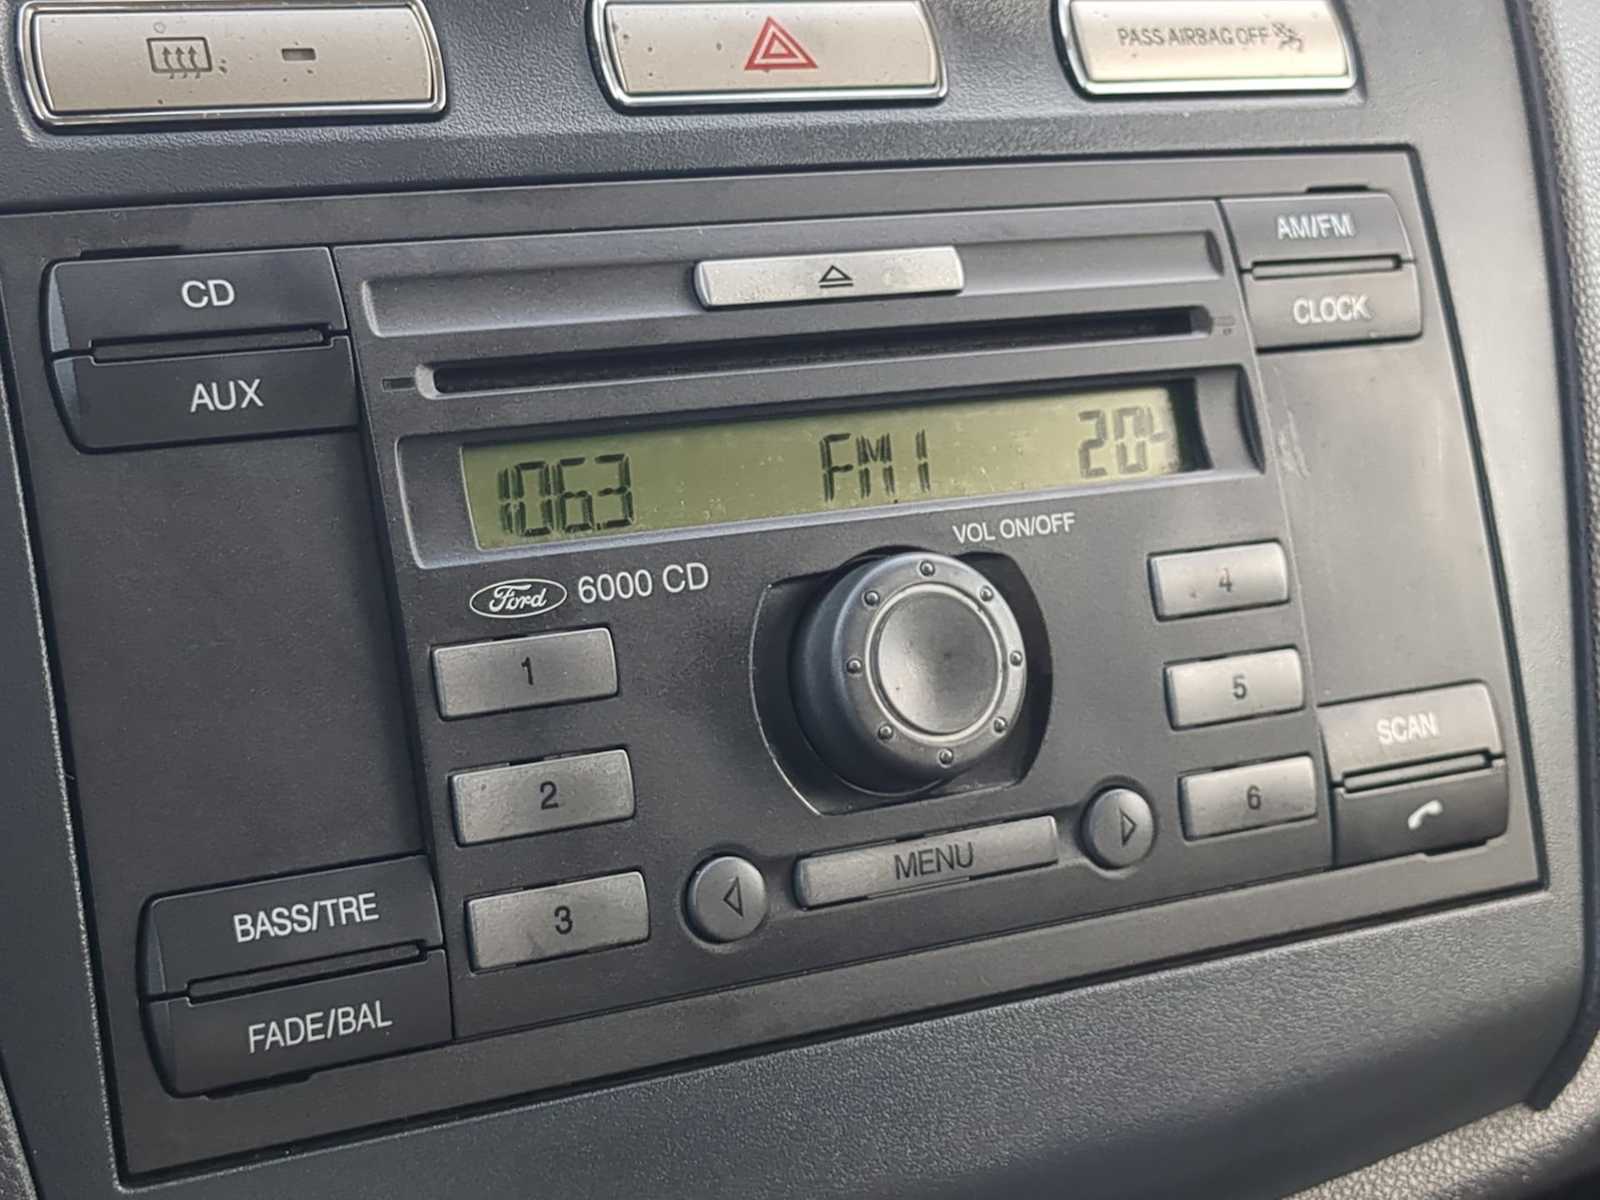 PASS AIRBAG OFF
CD
AUX
AM/FM
CLOCK
106.3 FM1
VOL ON/OFF
Ford 6000 CD
1
2
3
4
5
6
SCAN
MENU
BASS/TRE
FADE/BAL